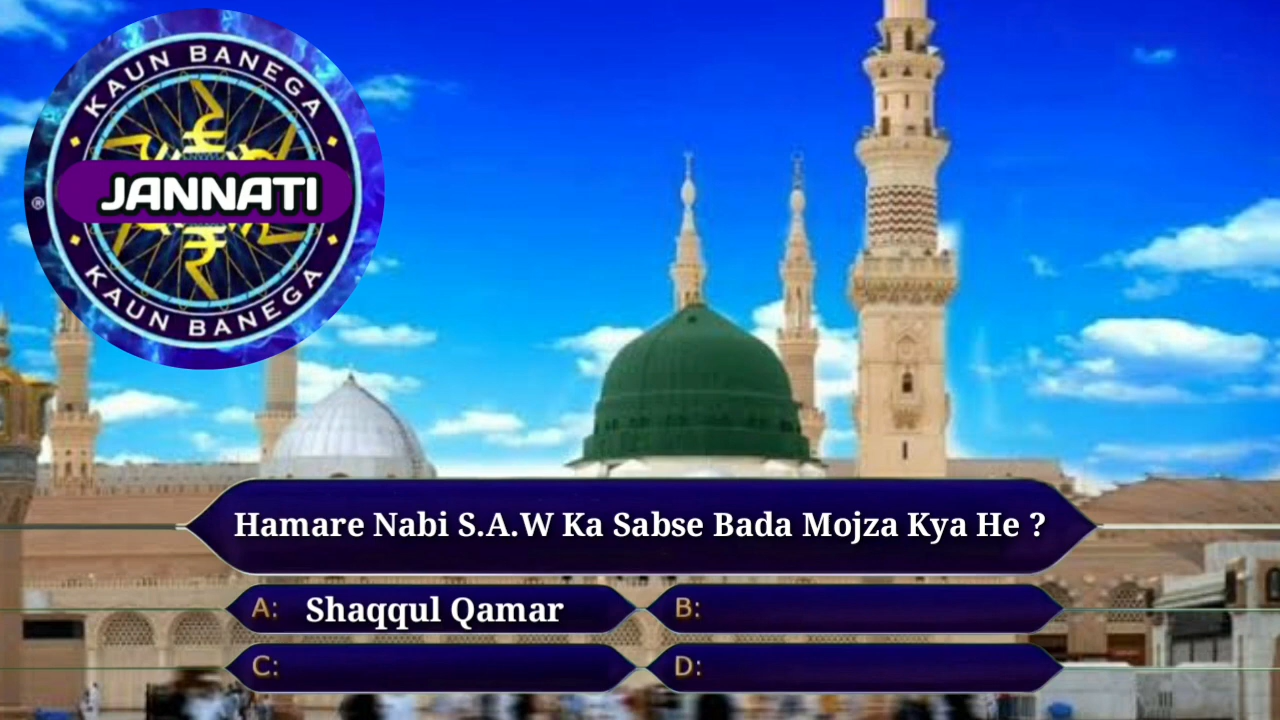 KAUN BANEGA
JANNATI
®
KAUN BANEGA
Hamare Nabi S.A.W Ka Sabse Bada Mojza Kya He ?
A: Shaqqul Qamar
B:
C:
D: